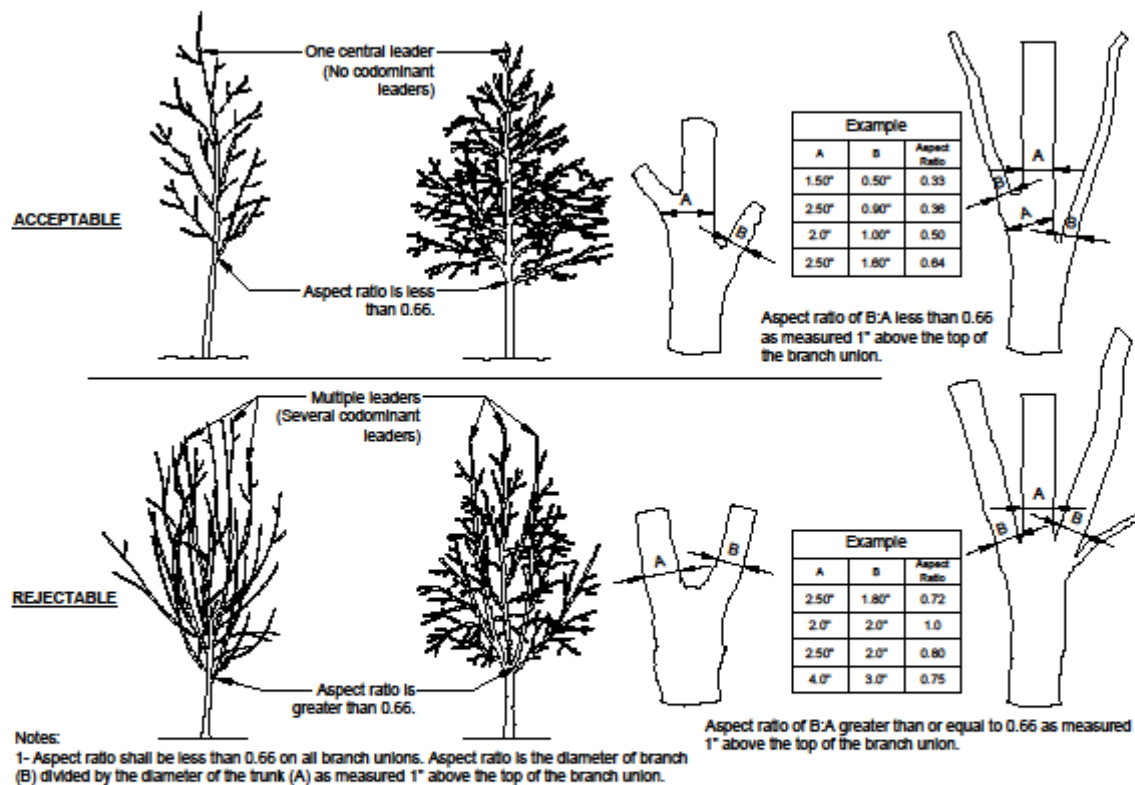 One central leader
(No codominant
leaders)
ACCEPTABLE
Aspect ratio is less
than 0.66.
A
B
Example
A B Aspect
Ratio
1.50" 0.50" 0.33
2.50" 0.90" 0.36
2.0" 1.00" 0.50
2.50" 1.60" 0.64
Aspect ratio of B:A less than 0.66
as measured 1" above the top of
the branch union.
A
B
A
B
Multiple leaders
(Several codominant
leaders)
REJECTABLE
Aspect ratio is
greater than 0.66.
A
B
Example
A B Aspect
Ratio
2.50" 1.80" 0.72
2.0" 2.0" 1.0
2.50" 2.0" 0.80
4.0" 3.0" 0.75
Aspect ratio of B:A greater than or equal to 0.66 as measured
1" above the top of the branch union.
A
B
B
Notes:
1- Aspect ratio shall be less than 0.66 on all branch unions. Aspect ratio is the diameter of branch
(B) divided by the diameter of the trunk (A) as measured 1" above the top of the branch union.